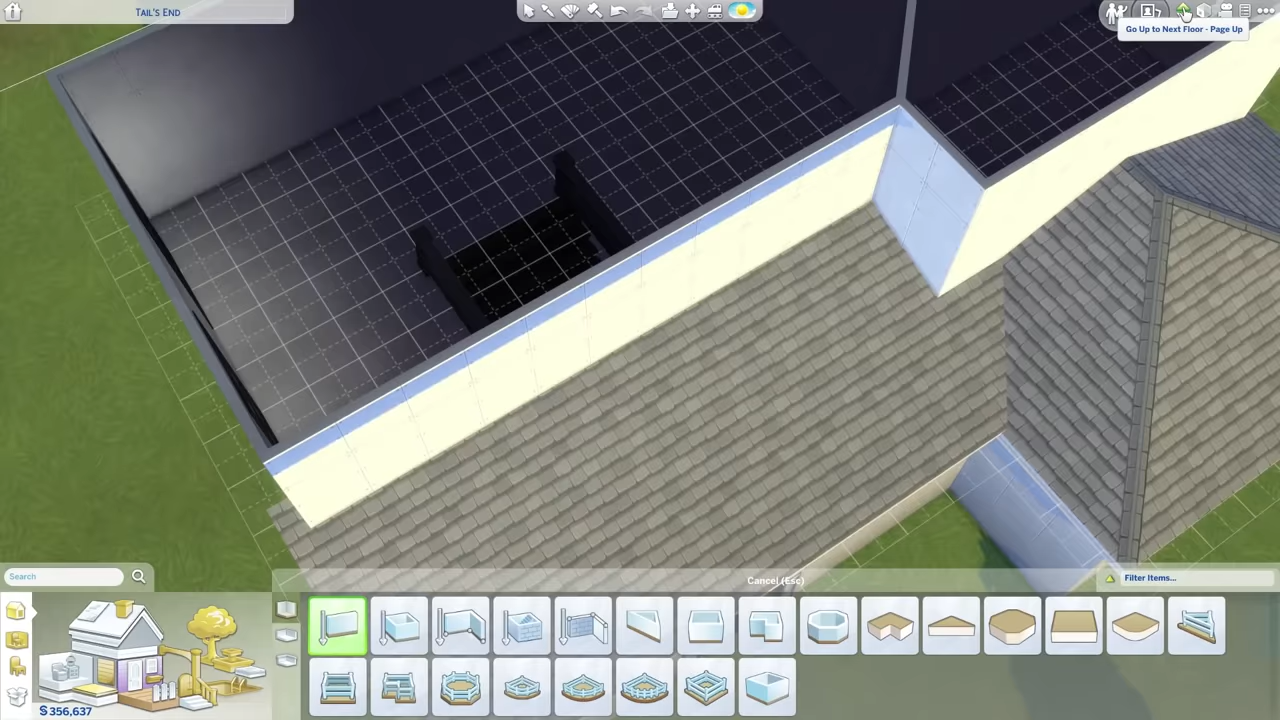 TAIL'S END
Go Up to Next Floor - Page Up
Cancel (Esc)
Search
Filter Items...
§356,637